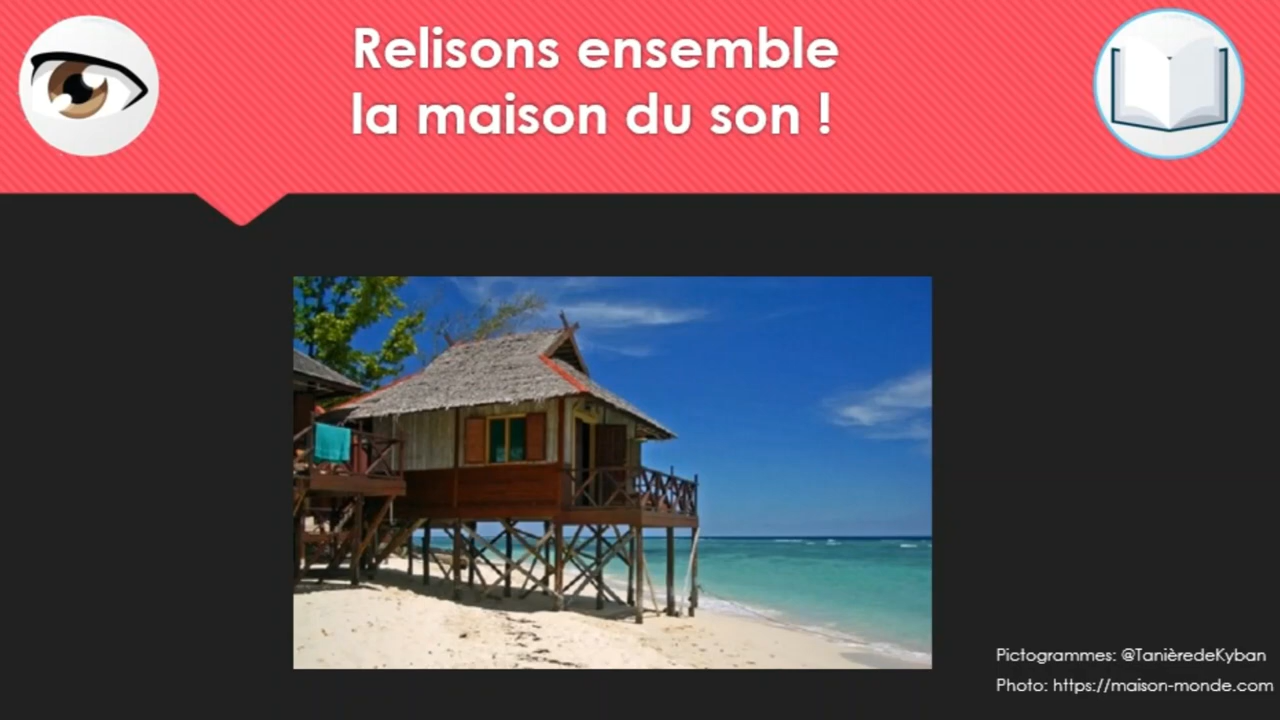 Relisons ensemble
la maison du son !
Pictogrammes: @TanièredeKyban
Photo: https://maison-monde.com